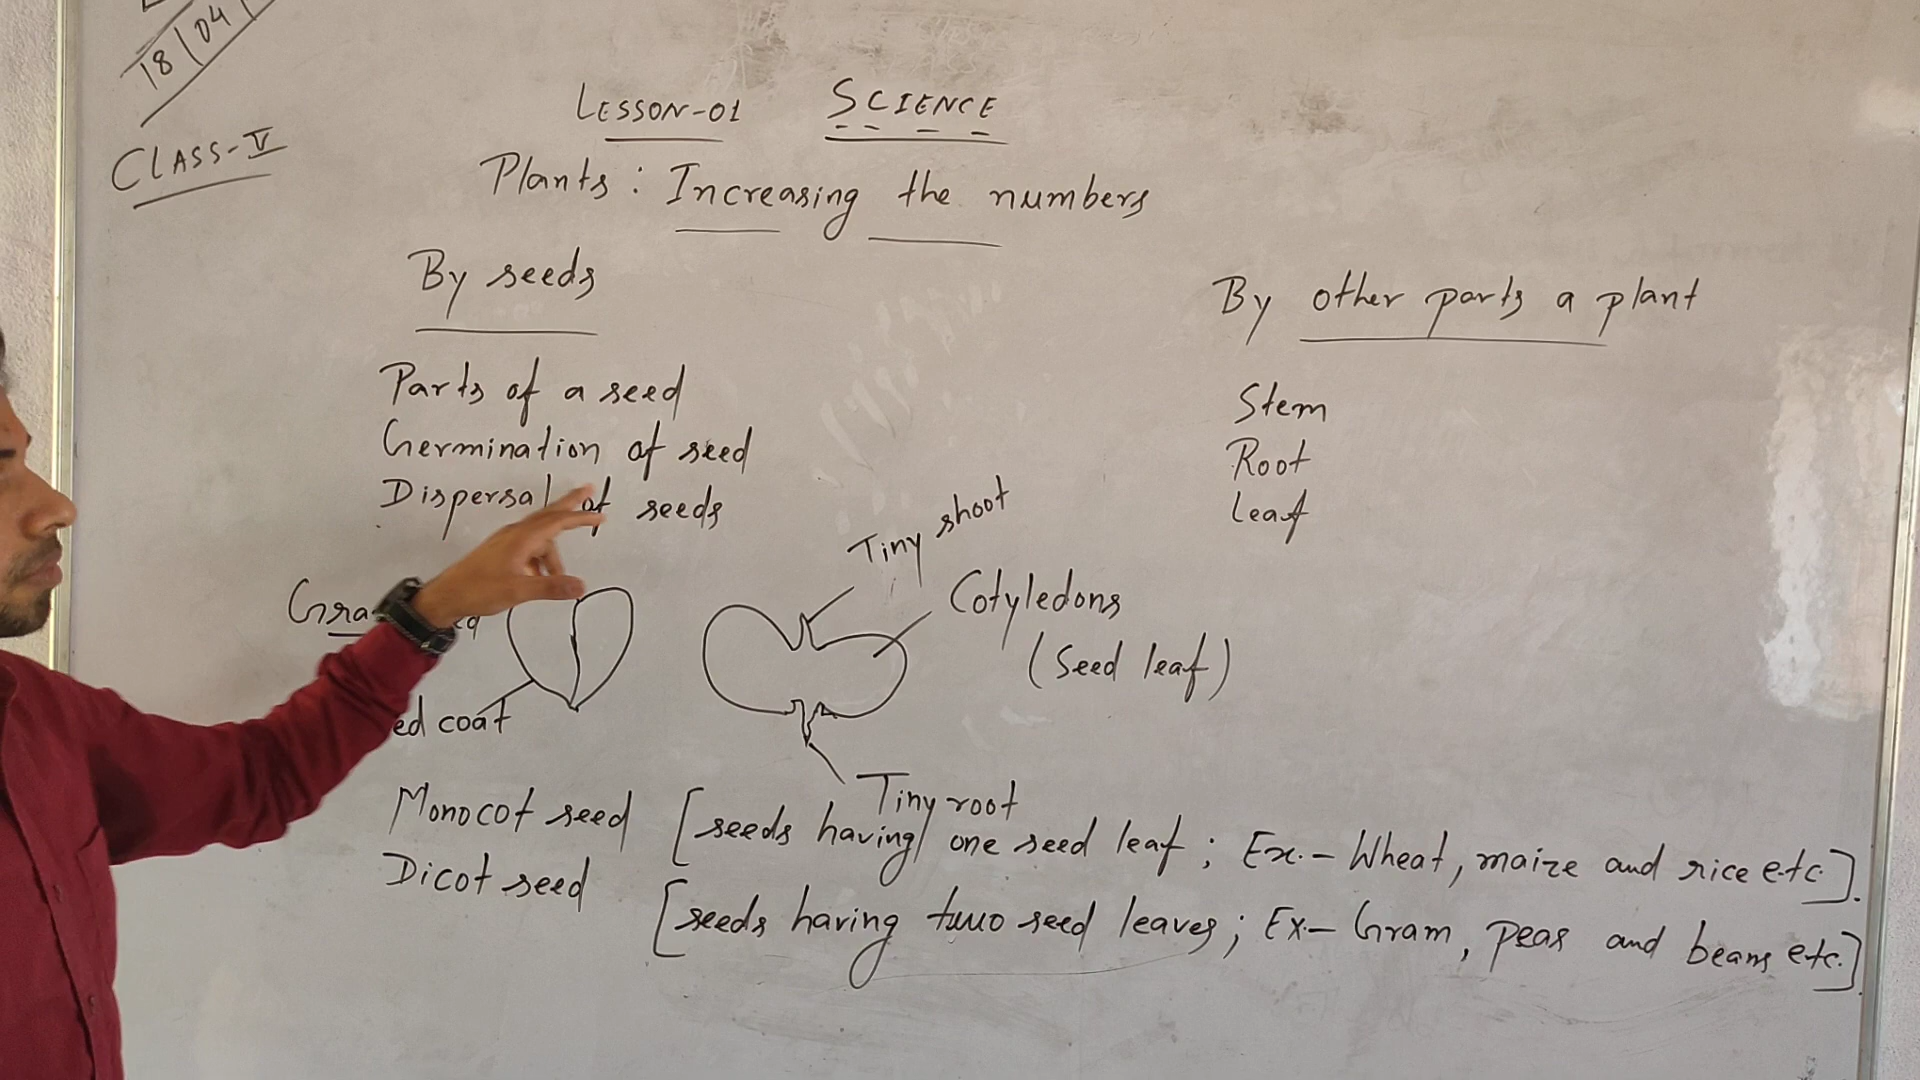 18/04/
CLASS-V
LESSON-01 SCIENCE
Plants: Increasing the numbers
By seeds
Parts of a seed
Germination of seed
Dispersal of seeds
By other parts a plant
Stem
Root
Leaf
Tiny shoot
Cotyledons
(Seed leaf)
coat
Tiny root
Monocot seed [seeds having one seed leaf; Ex.- Wheat, maize and rice etc].
Dicot seed [seeds having two seed leaves; Ex- Gram, peas and beans etc.]